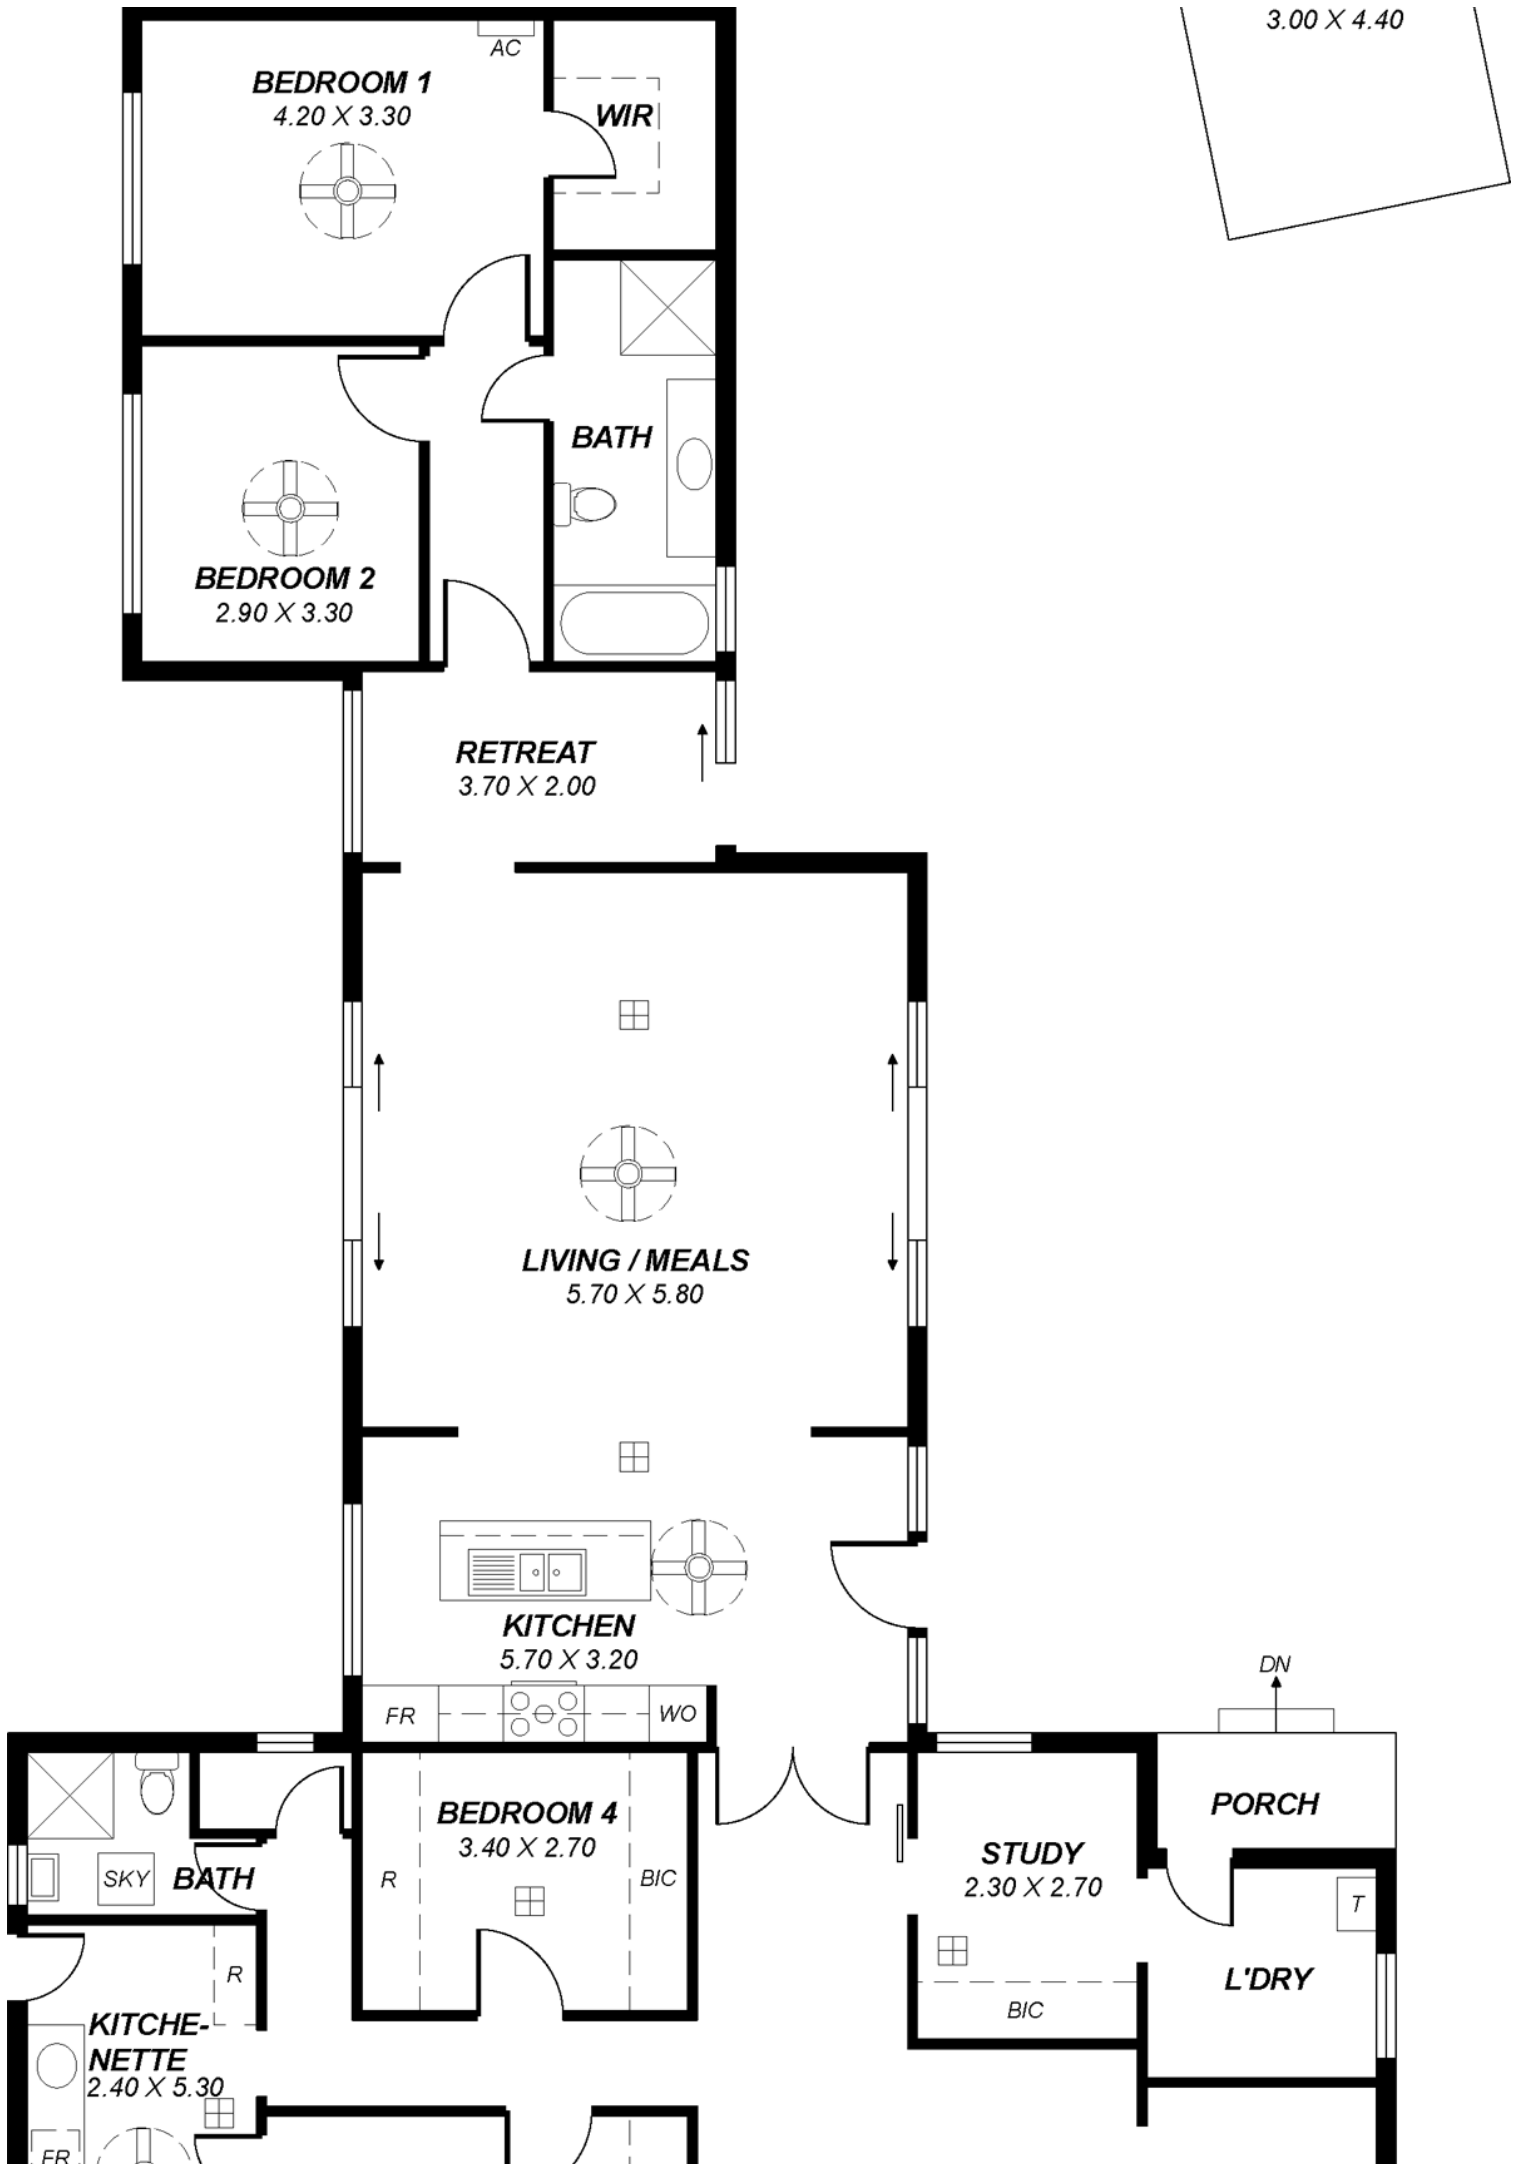 3.00 X 4.40
AC
BEDROOM 1
4.20 X 3.30
WIR
BATH
BEDROOM 2
2.90 X 3.30
RETREAT
3.70 X 2.00
LIVING / MEALS
5.70 X 5.80
KITCHEN
5.70 X 3.20
FR
WO
DN
PORCH
BEDROOM 4
3.40 X 2.70
R
BIC
STUDY
2.30 X 2.70
BIC
SKY
BATH
T
L'DRY
R
KITCHE-
NETTE
2.40 X 5.30
FR